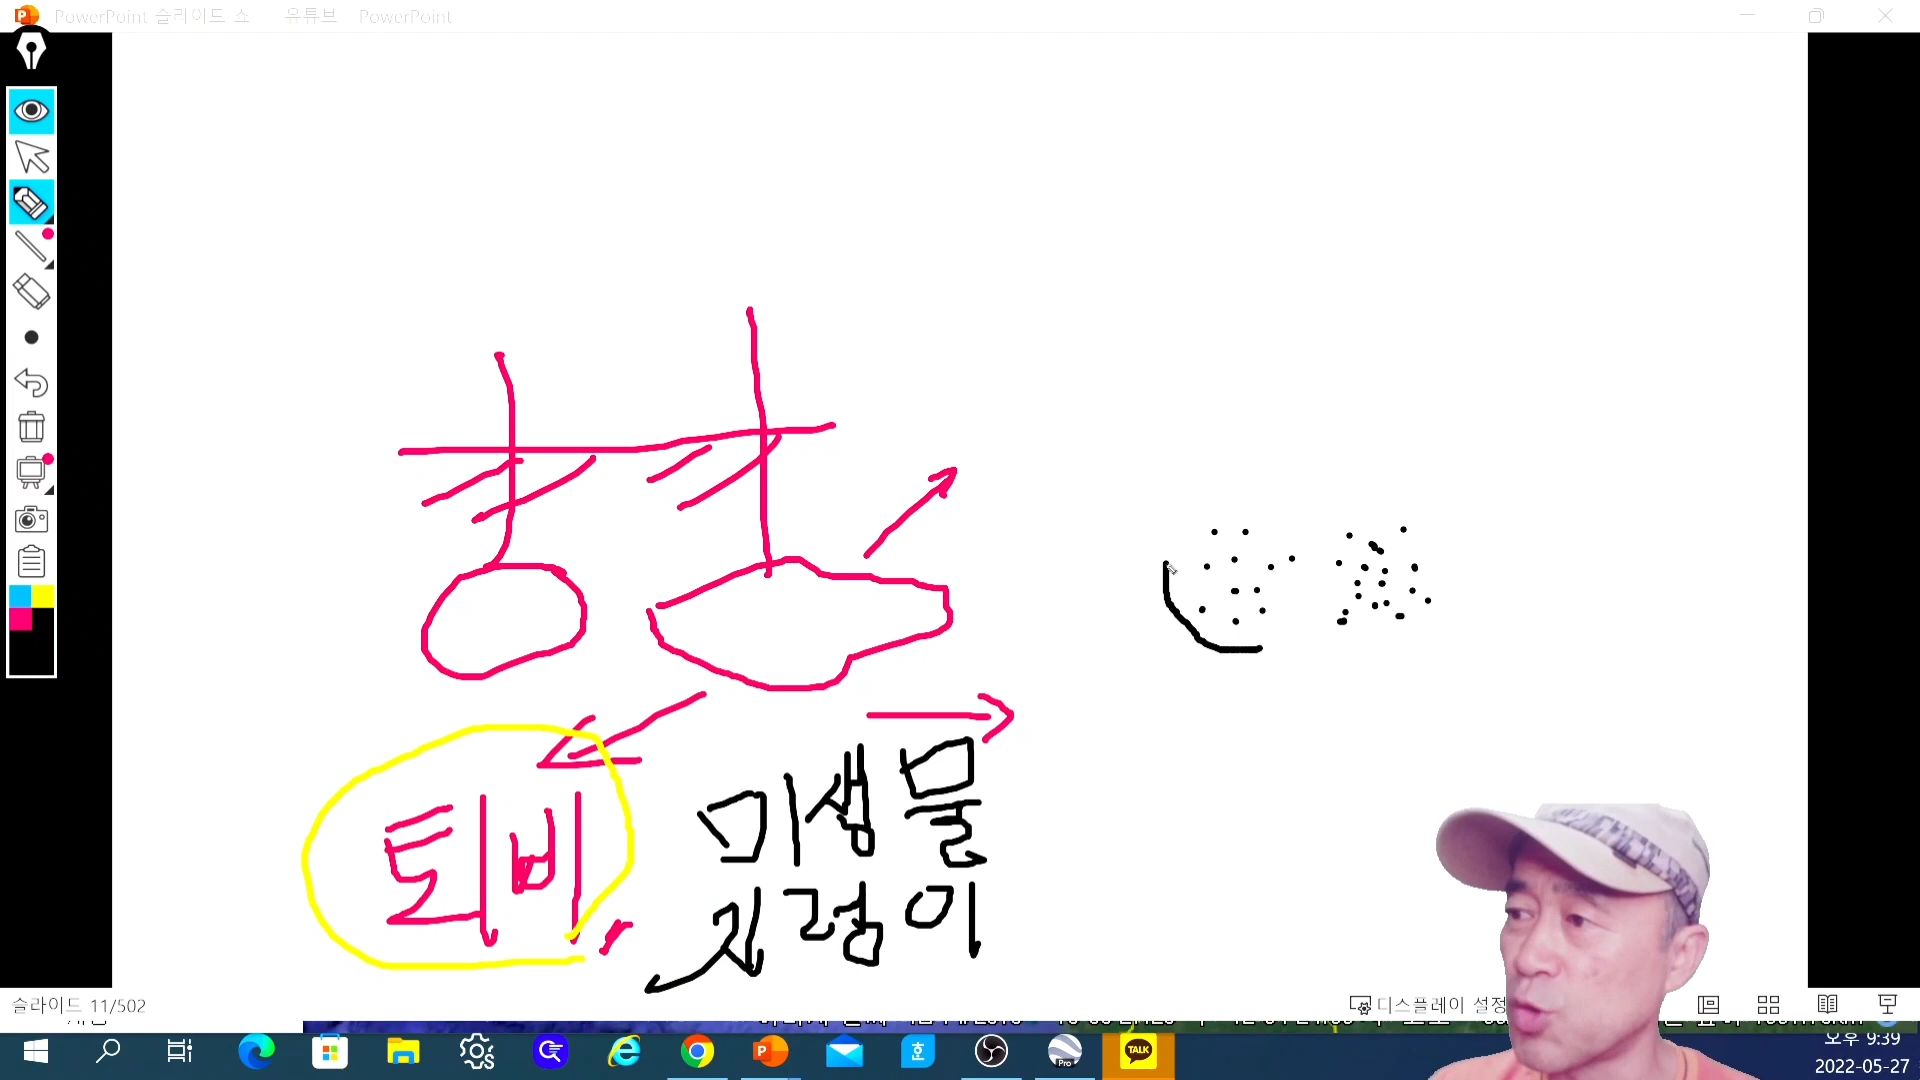 PowerPoint 슬라이드 쇼 유튜브 PowerPoint
퇴비
미생물
지렁이
슬라이드 11/502
디스플레이 설정
Pro
TALK
오후 9:39
2022-05-27